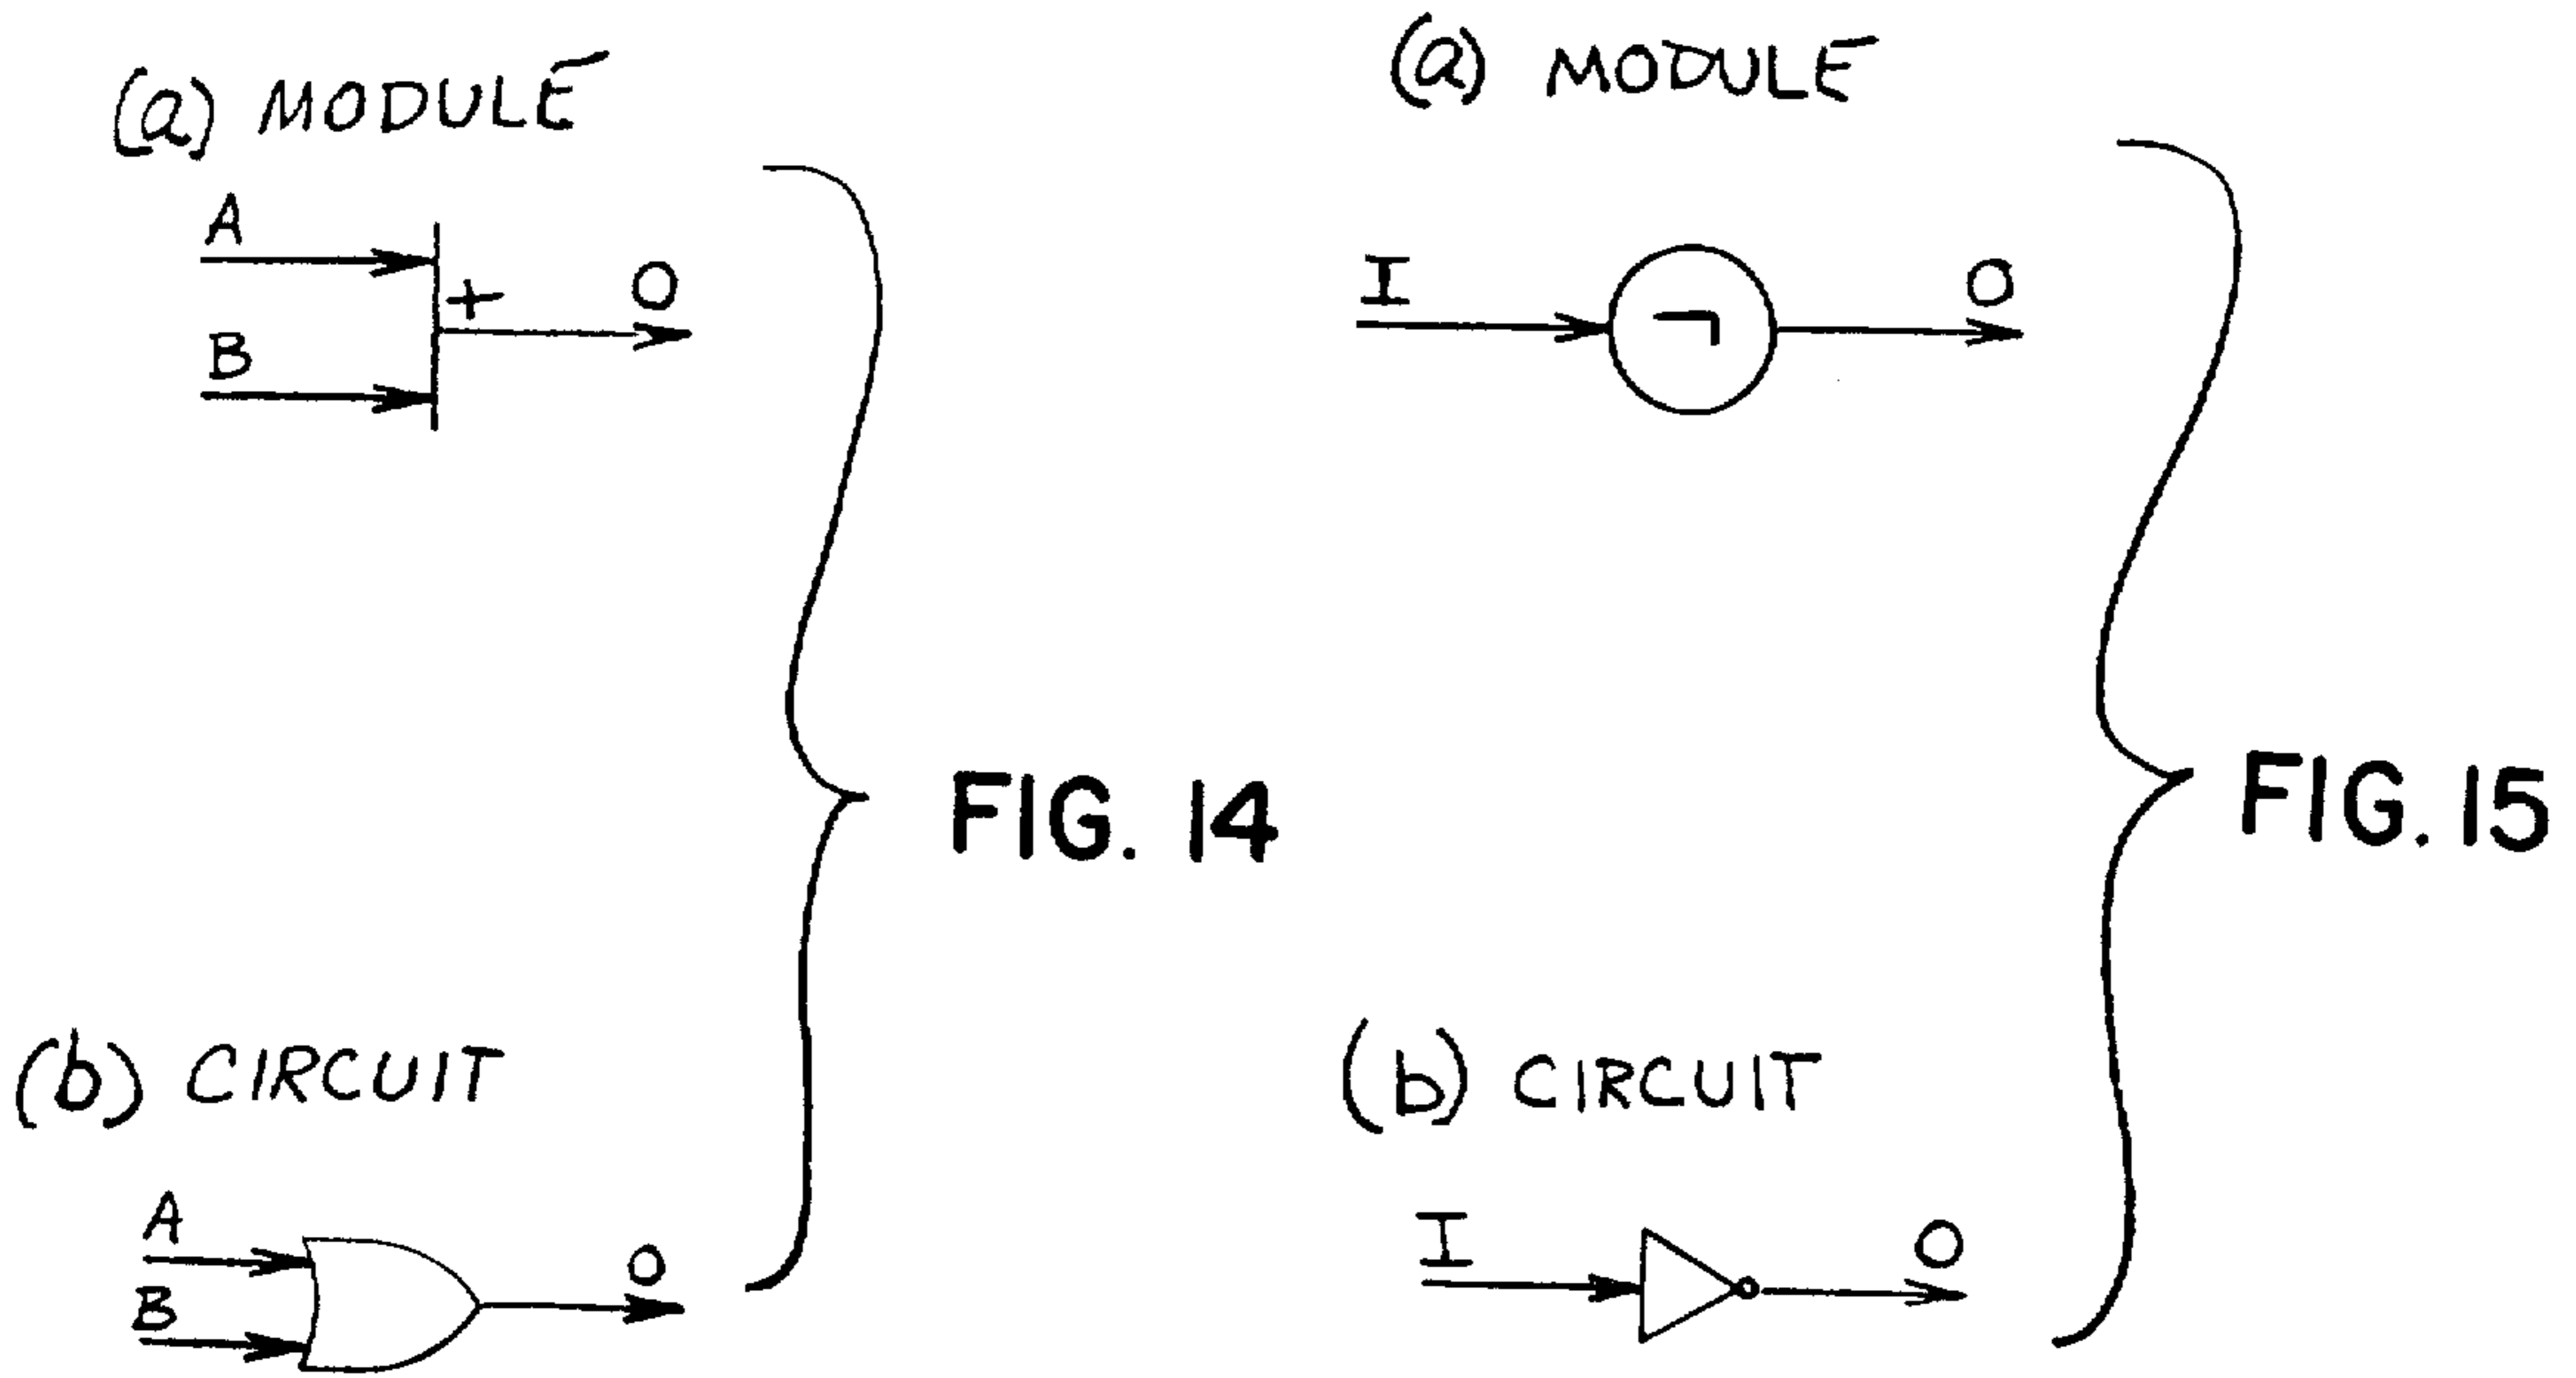 (a) MODULE
A
+
O
B
FIG. 14
(b) CIRCUIT
A
O
B
(a) MODULE
I
¬
O
FIG. 15
(b) CIRCUIT
I
O